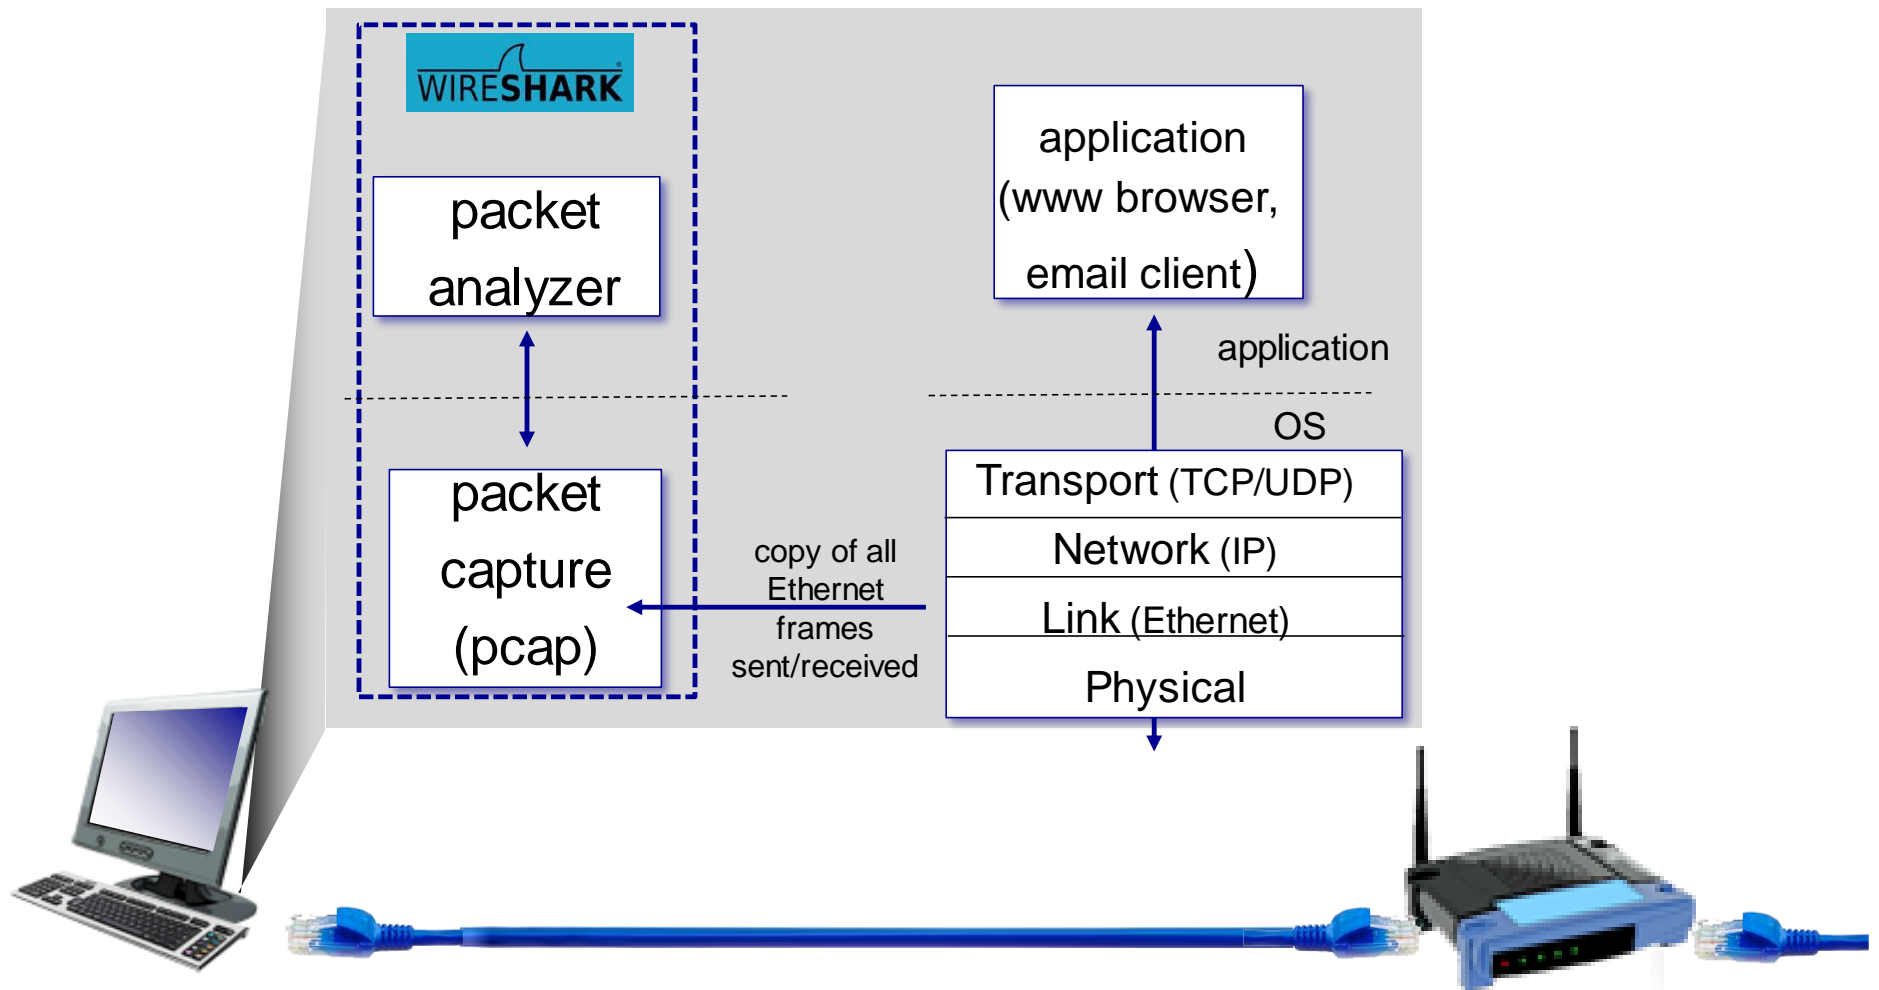 WIRESHARK®
packet
analyzer
packet
capture
(pcap)
copy of all
Ethernet
frames
sent/received
application
(www browser,
email client)
application
OS
Transport (TCP/UDP)
Network (IP)
Link (Ethernet)
Physical